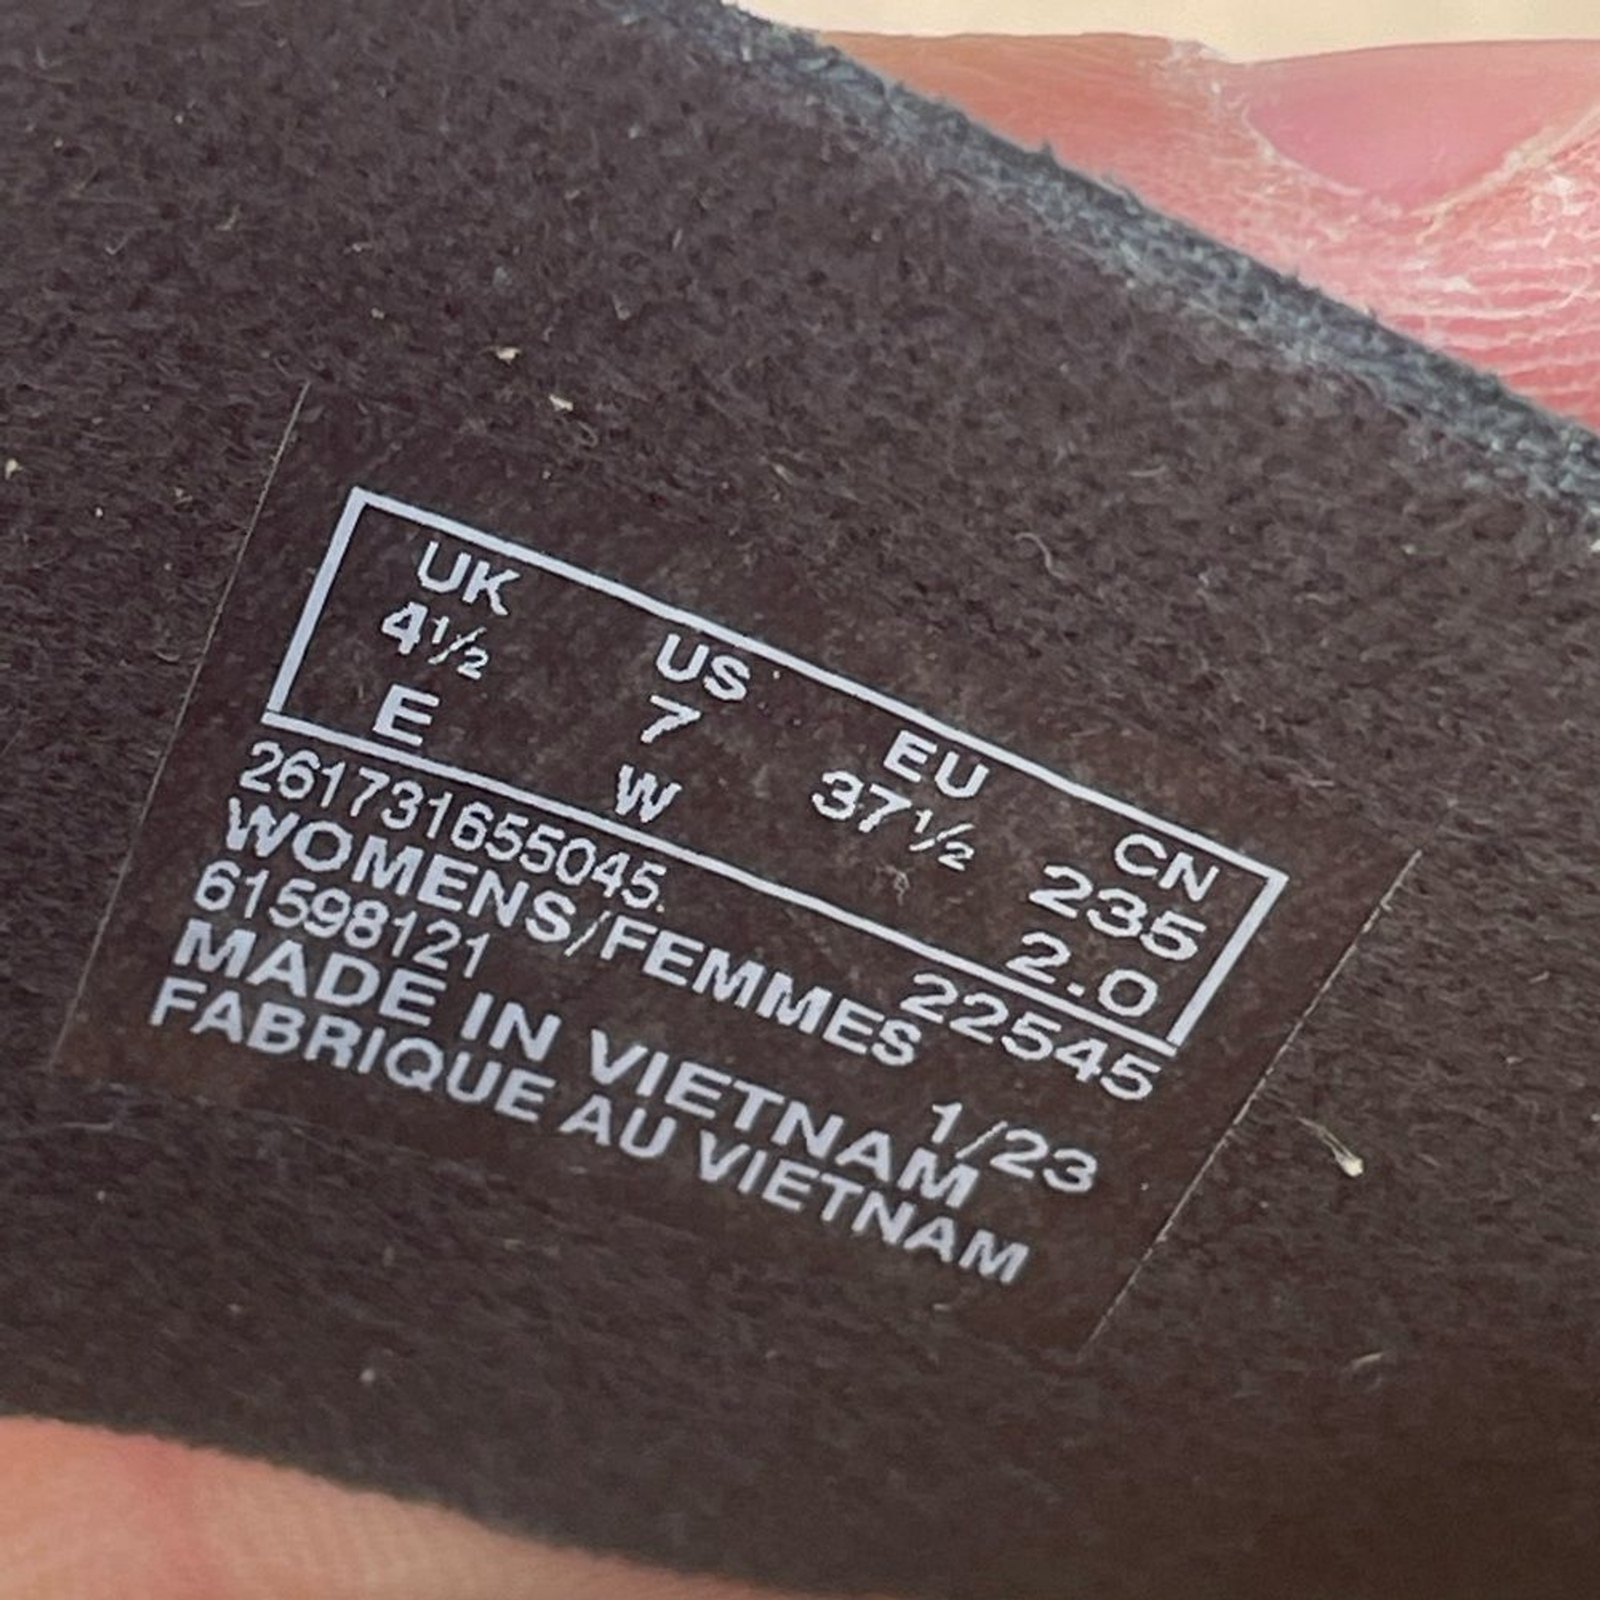 UK US EU CN
4½ 7 37½ 235
E W 2.0
261731655045. 22545
WOMENS/FEMMES
61598121 1/23
MADE IN VIETNAM
FABRIQUE AU VIETNAM